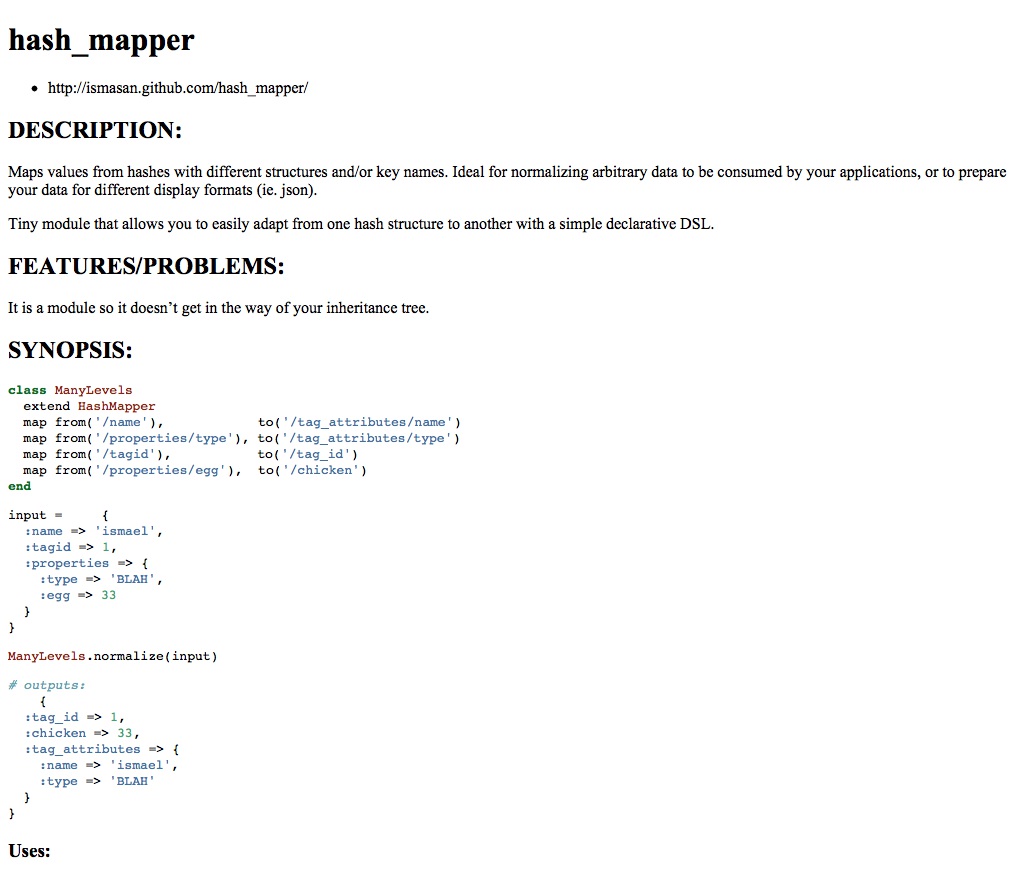 hash_mapper
• http://ismasan.github.com/hash_mapper/
DESCRIPTION:
Maps values from hashes with different structures and/or key names. Ideal for normalizing arbitrary data to be consumed by your applications, or to prepare
your data for different display formats (ie. json).
Tiny module that allows you to easily adapt from one hash structure to another with a simple declarative DSL.
FEATURES/PROBLEMS:
It is a module so it doesn’t get in the way of your inheritance tree.
SYNOPSIS:
class ManyLevels
  extend HashMapper
  map from('/name'),            to('/tag_attributes/name')
  map from('/properties/type'), to('/tag_attributes/type')
  map from('/tagid'),           to('/tag_id')
  map from('/properties/egg'),  to('/chicken')
end
input =     {
  :name => 'ismael',
  :tagid => 1,
  :properties => {
    :type => 'BLAH',
    :egg => 33
  }
}
ManyLevels.normalize(input)
# outputs:
    {
  :tag_id => 1,
  :chicken => 33,
  :tag_attributes => {
    :name => 'ismael',
    :type => 'BLAH'
  }
}
Uses: